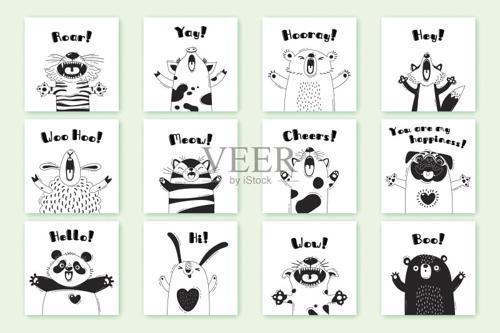 Roar!
Yay!
Hooray!
Hey!
Woo Hoo!
Meow!
Cheers!
You are my
happiness!
VEER
by iStock
Hello!
Hi!
Wow!
Boo!